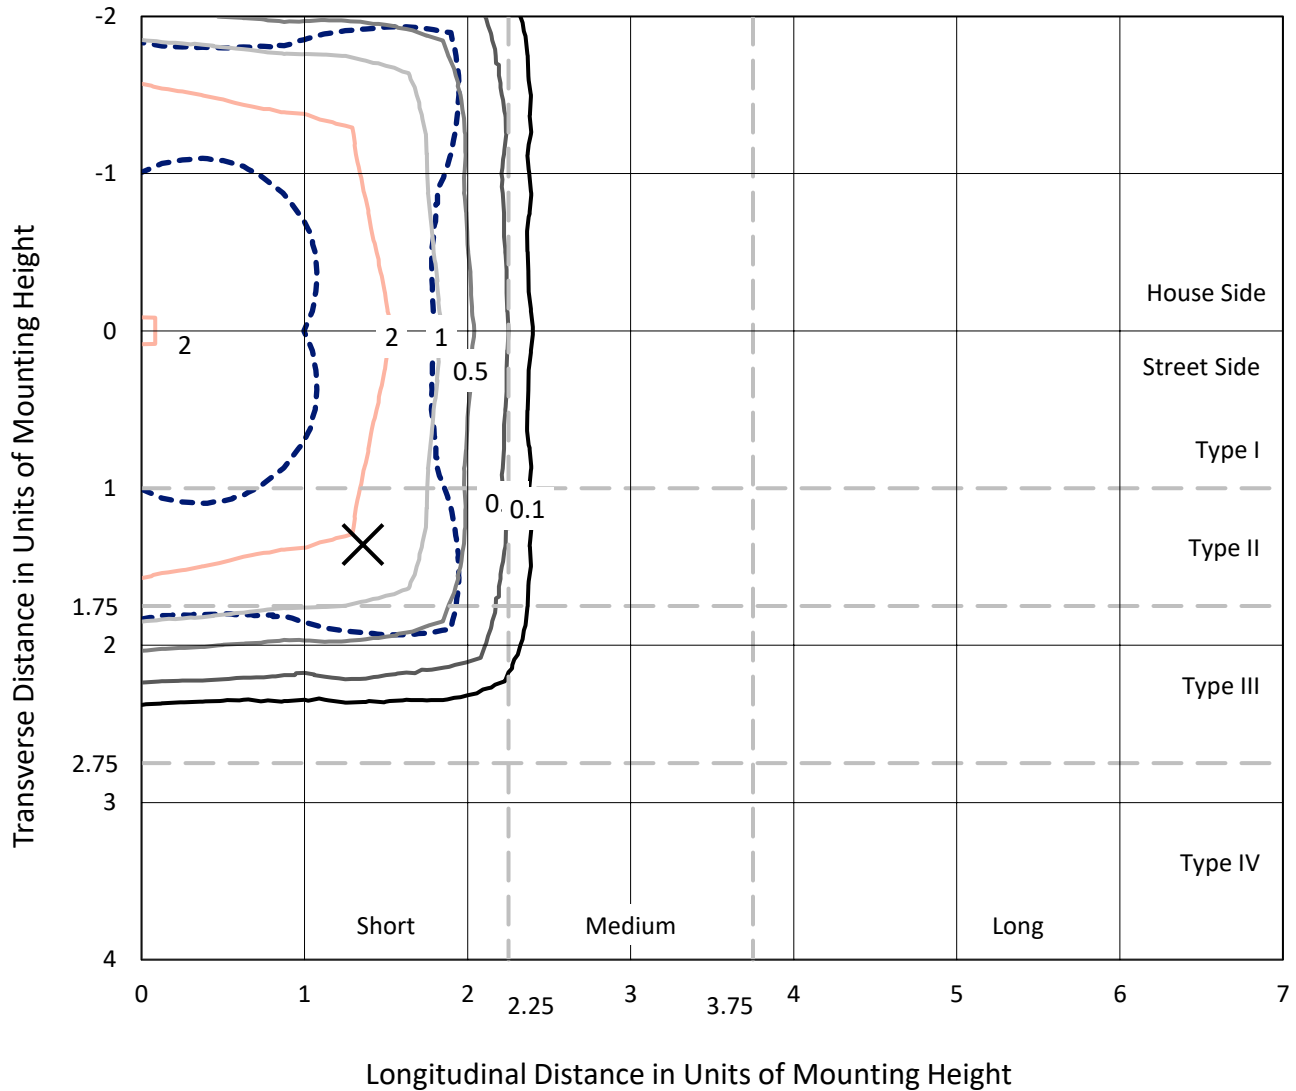 -2
-1
House Side
0
2
2
1
Street Side
0.5
Type I
1
0.1
Type II
1.75
2
Type III
2.75
3
Type IV
Short
Medium
Long
4
0
1
2
2.25
3
3.75
4
5
6
7
Transverse Distance in Units of Mounting Height
Longitudinal Distance in Units of Mounting Height